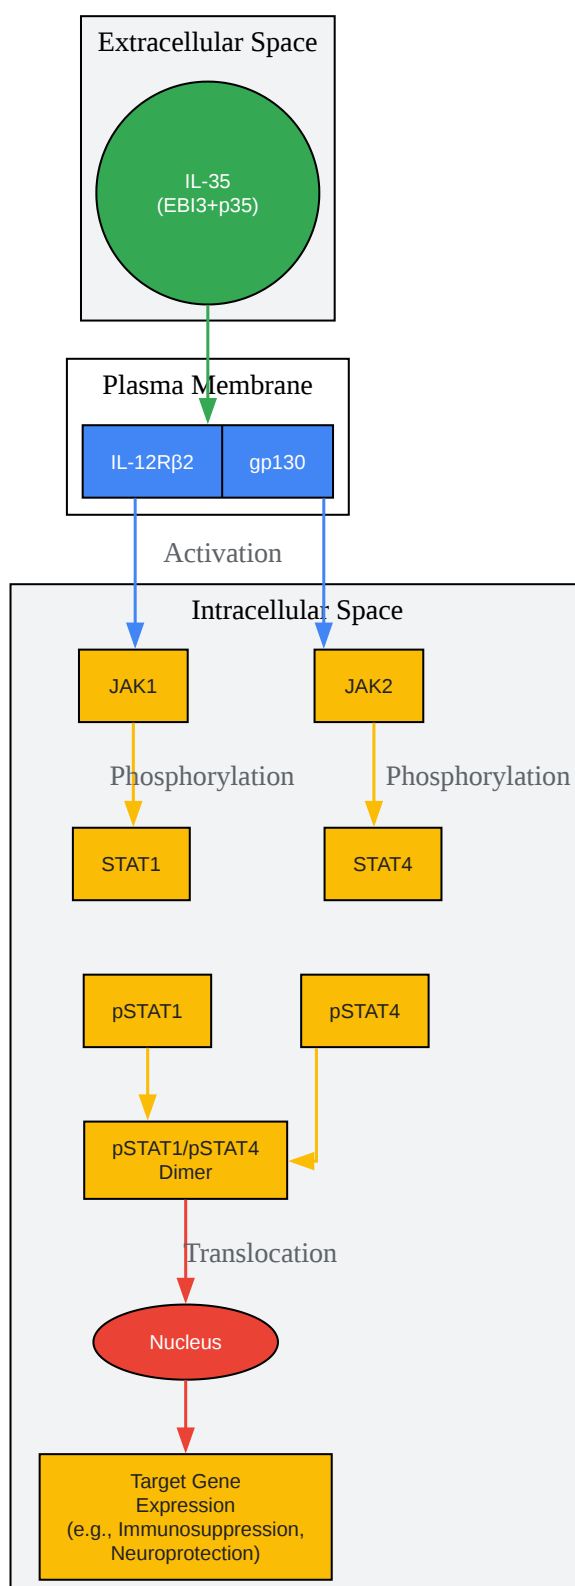 Extracellular Space
IL-35
(EBI3+p35)
Plasma Membrane
IL-12Rβ2
gp130
Activation
Intracellular Space
JAK1
JAK2
Phosphorylation
Phosphorylation
STAT1
STAT4
pSTAT1
pSTAT4
pSTAT1/pSTAT4
Dimer
Translocation
Nucleus
Target Gene
Expression
(e.g., Immunosuppression,
Neuroprotection)